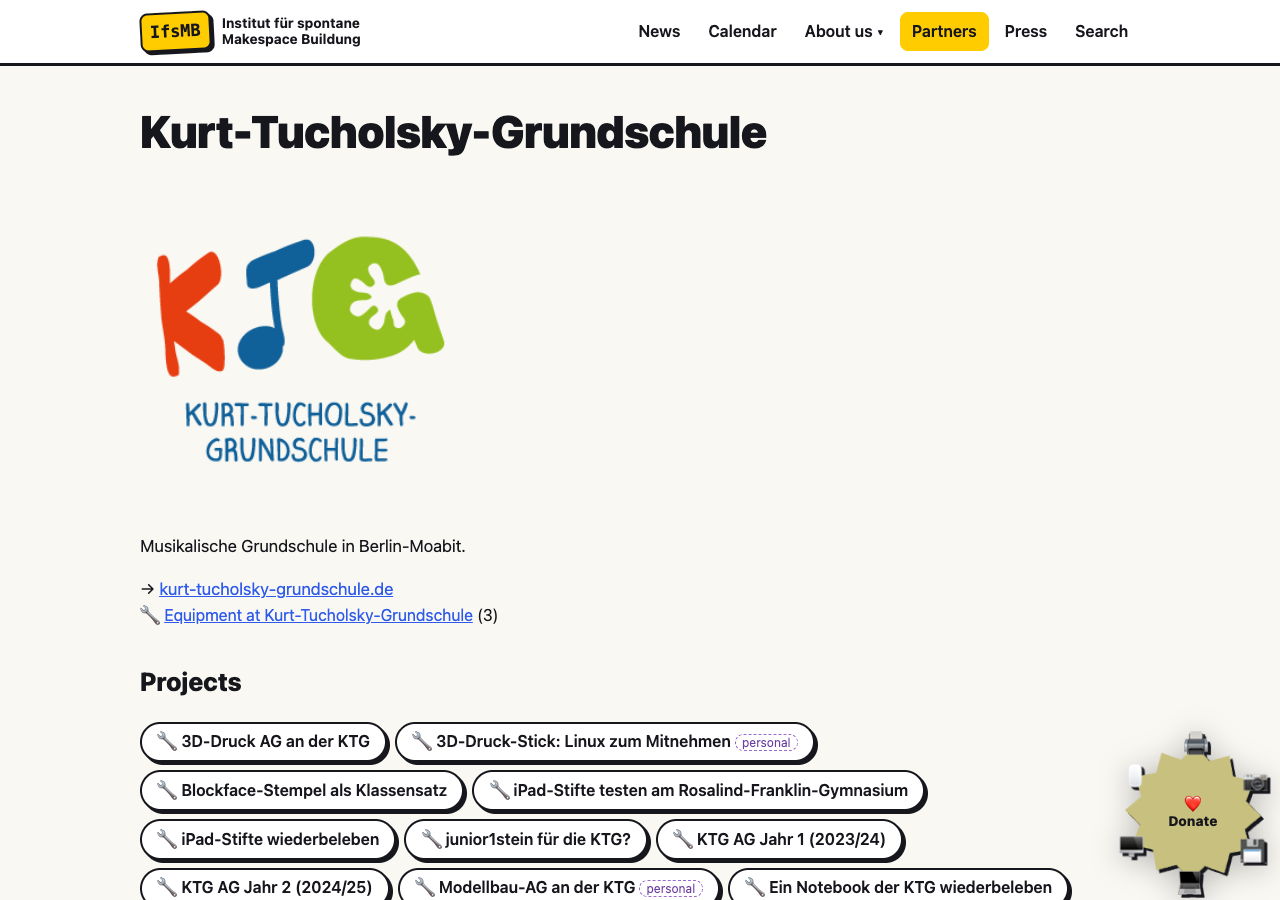 IfsMB
Institut für spontane
Makespace Buildung
News
Calendar
About us ▾
Partners
Press
Search
Kurt-Tucholsky-Grundschule
KTG
KURT-TUCHOLSKY-
GRUNDSCHULE
Musikalische Grundschule in Berlin-Moabit.
→ kurt-tucholsky-grundschule.de
🔧 Equipment at Kurt-Tucholsky-Grundschule (3)
Projects
🔧 3D-Druck AG an der KTG
🔧 3D-Druck-Stick: Linux zum Mitnehmen personal
🔧 Blockface-Stempel als Klassensatz
🔧 iPad-Stifte testen am Rosalind-Franklin-Gymnasium
🔧 iPad-Stifte wiederbeleben
🔧 junior1stein für die KTG?
🔧 KTG AG Jahr 1 (2023/24)
🔧 KTG AG Jahr 2 (2024/25)
🔧 Modellbau-AG an der KTG personal
🔧 Ein Notebook der KTG wiederbeleben
❤️
Donate